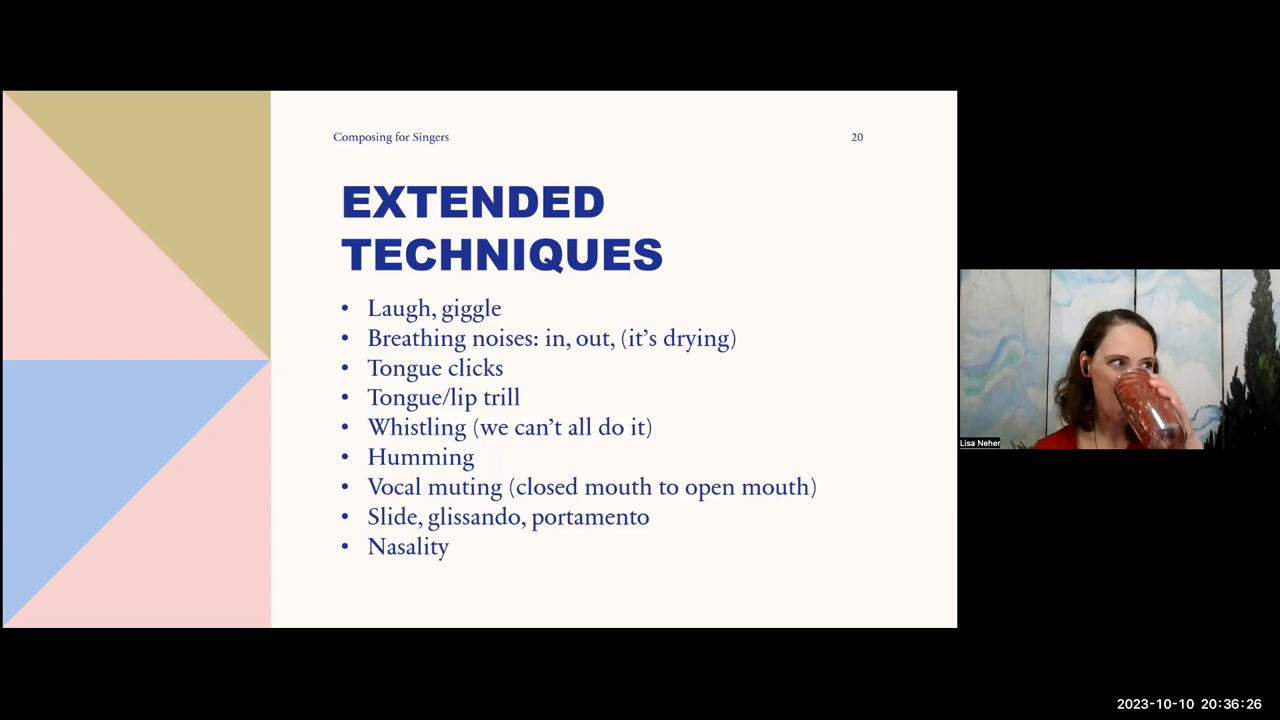 Composing for Singers
20
EXTENDED
TECHNIQUES
• Laugh, giggle
• Breathing noises: in, out, (it’s drying)
• Tongue clicks
• Tongue/lip trill
• Whistling (we can’t all do it)
• Humming
• Vocal muting (closed mouth to open mouth)
• Slide, glissando, portamento
• Nasality
Lisa Neher
2023-10-10 20:36:26